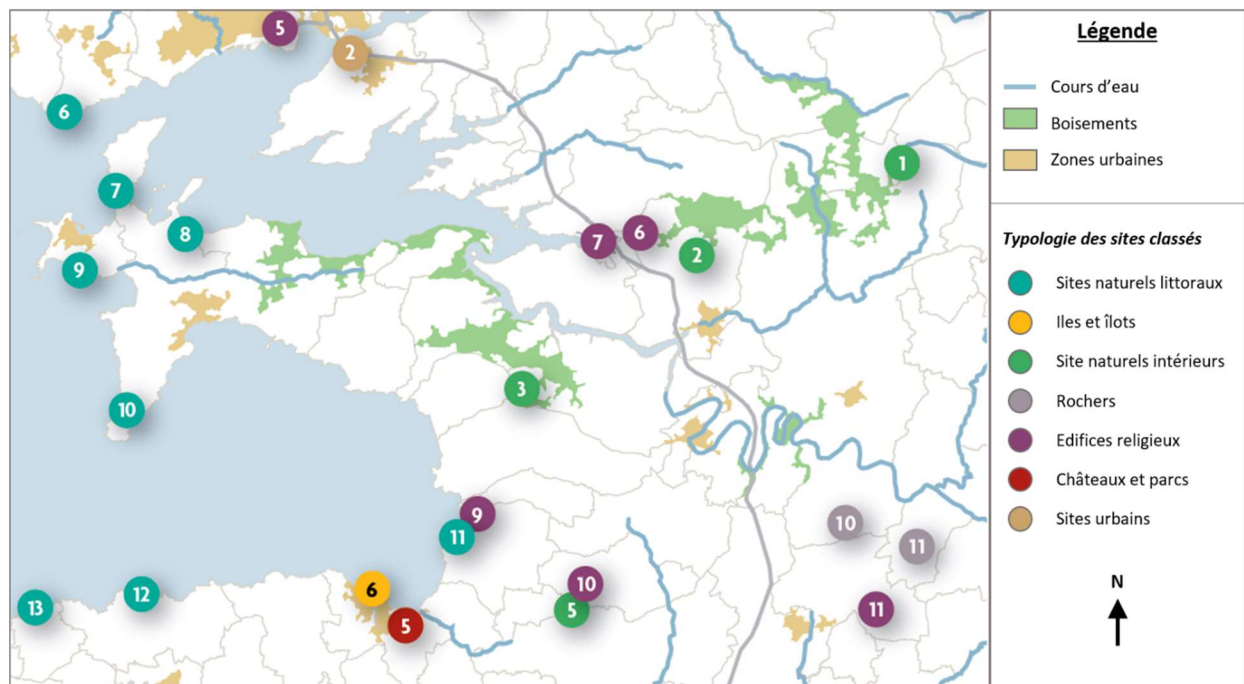 5
2
6
1
7
7
6
8
2
9
3
10
9
10
11
11
6
12
10
13
5
5
11
Légende
Cours d'eau
Boisements
Zones urbaines
Typologie des sites classés
Sites naturels littoraux
Iles et îlots
Site naturels intérieurs
Rochers
Edifices religieux
Châteaux et parcs
Sites urbains
N